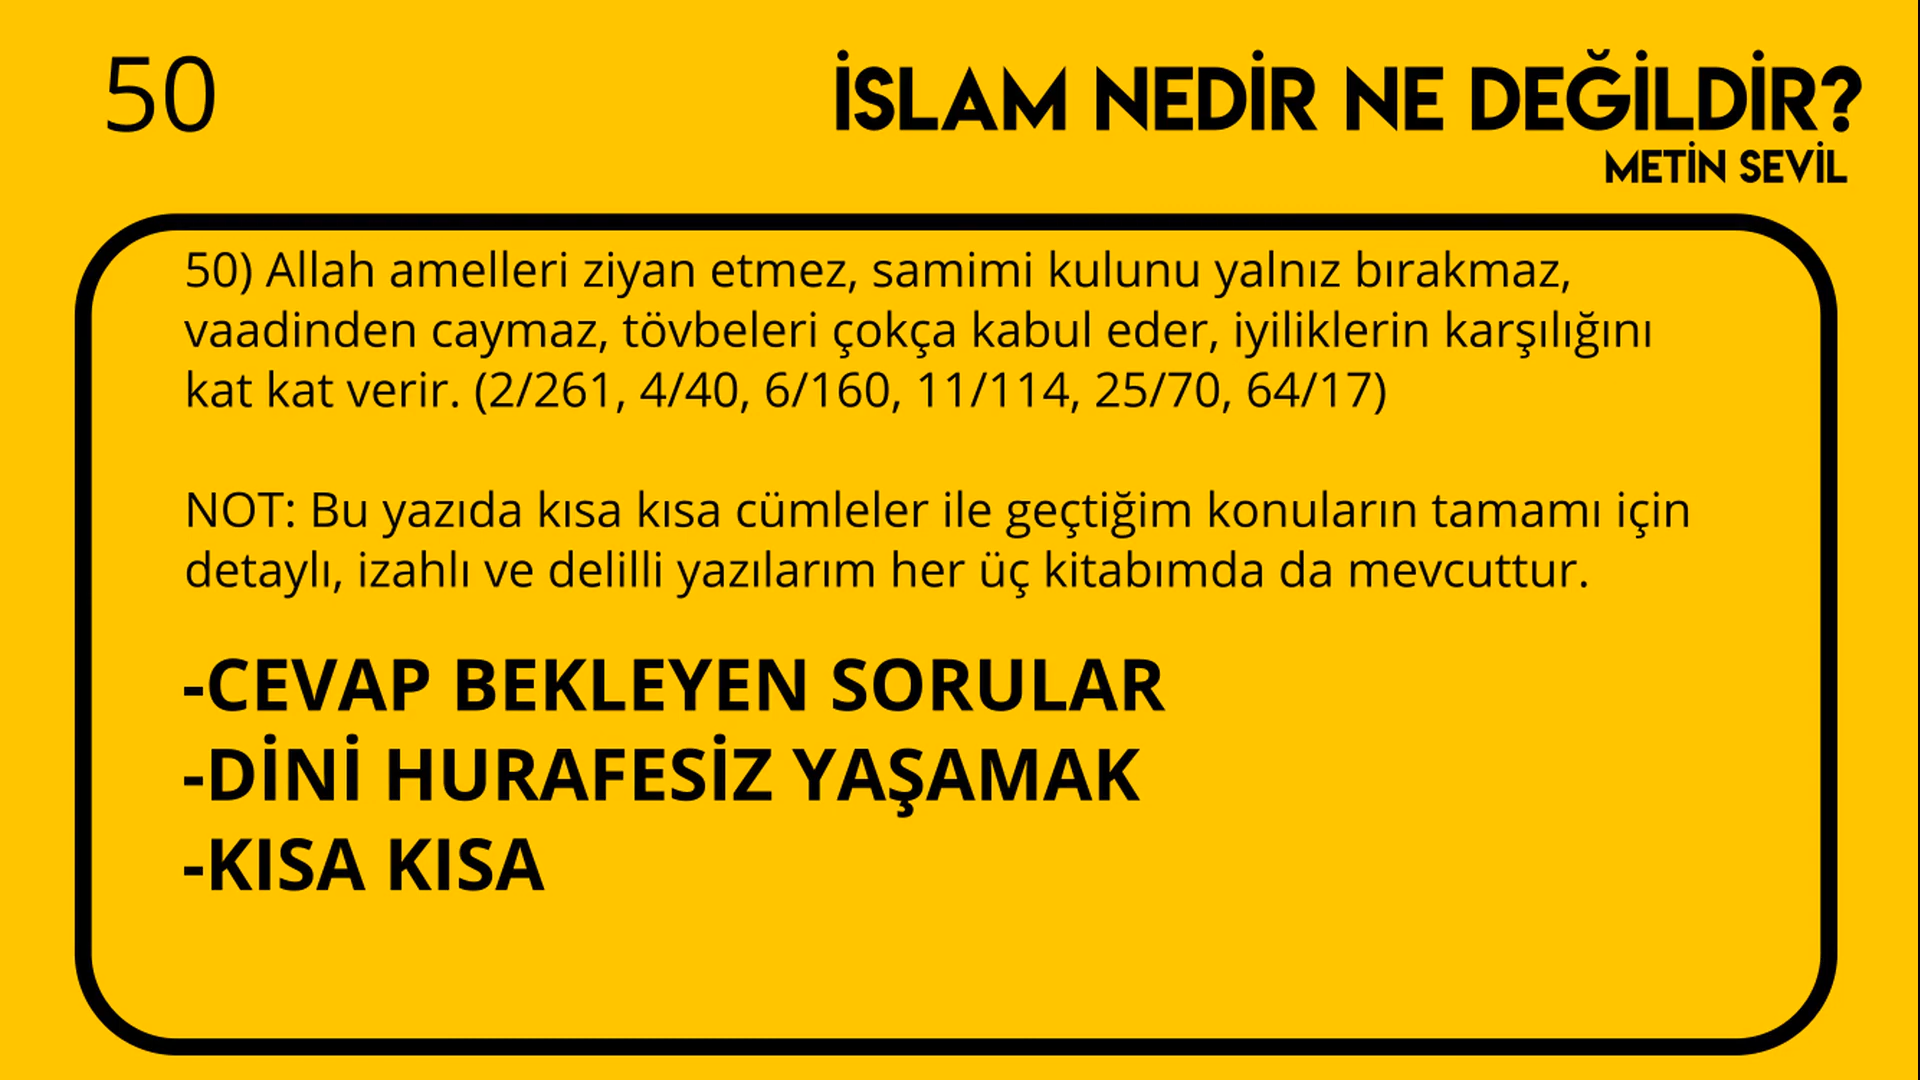 50
İSLAM NEDİR NE DEĞİLDİR?
METİN SEVİL
50) Allah amelleri ziyan etmez, samimi kulunu yalnız bırakmaz,
vaadinden caymaz, tövbeleri çokça kabul eder, iyiliklerin karşılığını
kat kat verir. (2/261, 4/40, 6/160, 11/114, 25/70, 64/17)
NOT: Bu yazıda kısa kısa cümleler ile geçtiğim konuların tamamı için
detaylı, izahlı ve delilli yazılarım her üç kitabımda da mevcuttur.
-CEVAP BEKLEYEN SORULAR
-DİNİ HURAFESİZ YAŞAMAK
-KISA KISA